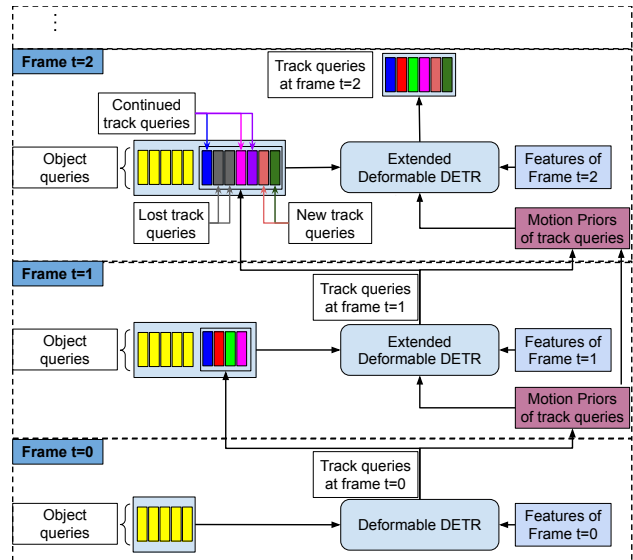 ⋮
Frame t=2
Track queries
at frame t=2
Continued
track queries
Object
queries
Extended
Deformable DETR
Features of
Frame t=2
Lost track
queries
New track
queries
Motion Priors
of track queries
Frame t=1
Track queries
at frame t=1
Object
queries
Extended
Deformable DETR
Features of
Frame t=1
Motion Priors
of track queries
Frame t=0
Track queries
at frame t=0
Object
queries
Deformable DETR
Features of
Frame t=0